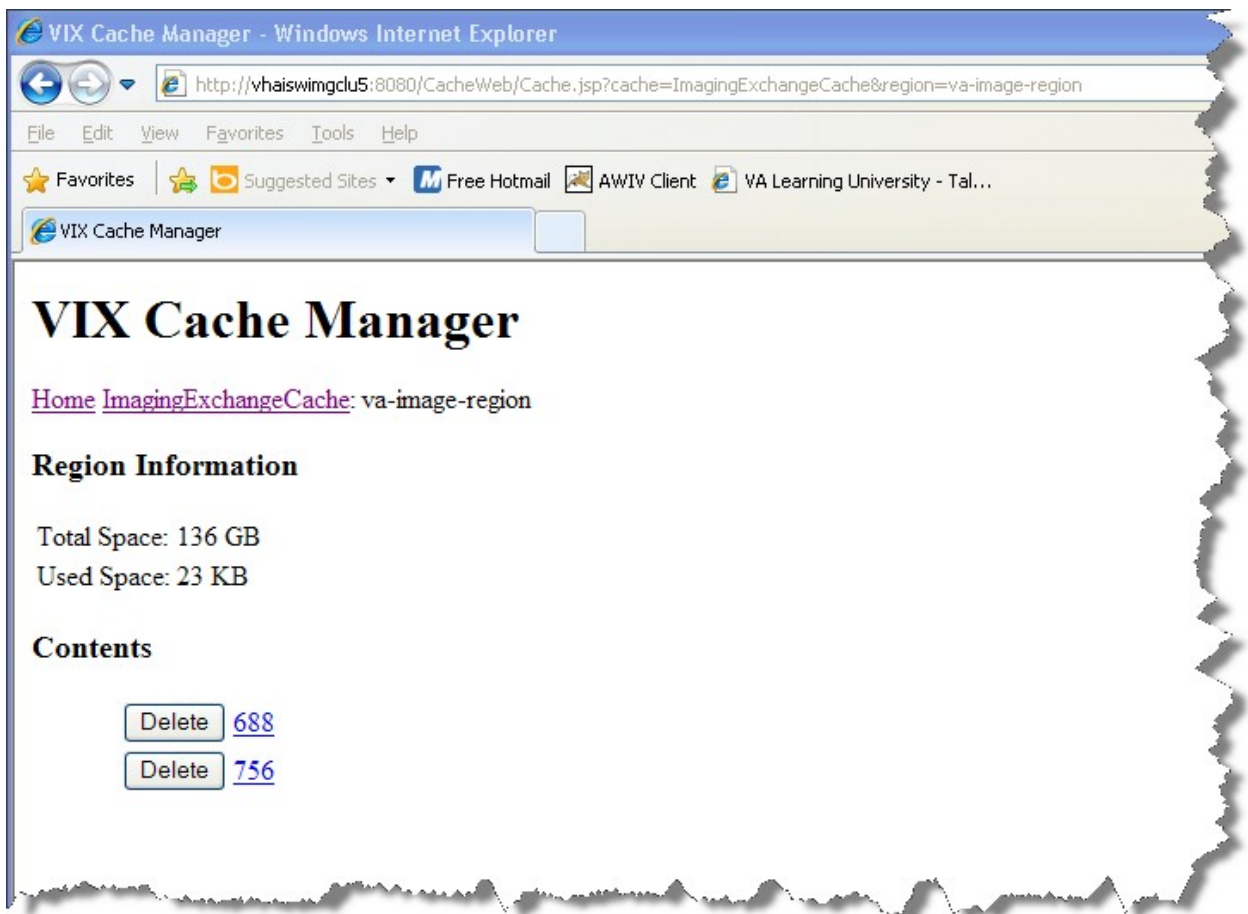 VIX Cache Manager - Windows Internet Explorer
http://vhaiswimgclu5:8080/CacheWeb/Cache.jsp?cache=ImagingExchangeCache&region=va-image-region
File Edit View Favorites Tools Help
Favorites Suggested Sites Free Hotmail AWIV Client VA Learning University - Tal...
VIX Cache Manager
VIX Cache Manager
Home ImagingExchangeCache: va-image-region
Region Information
Total Space: 136 GB
Used Space: 23 KB
Contents
Delete 688
Delete 756